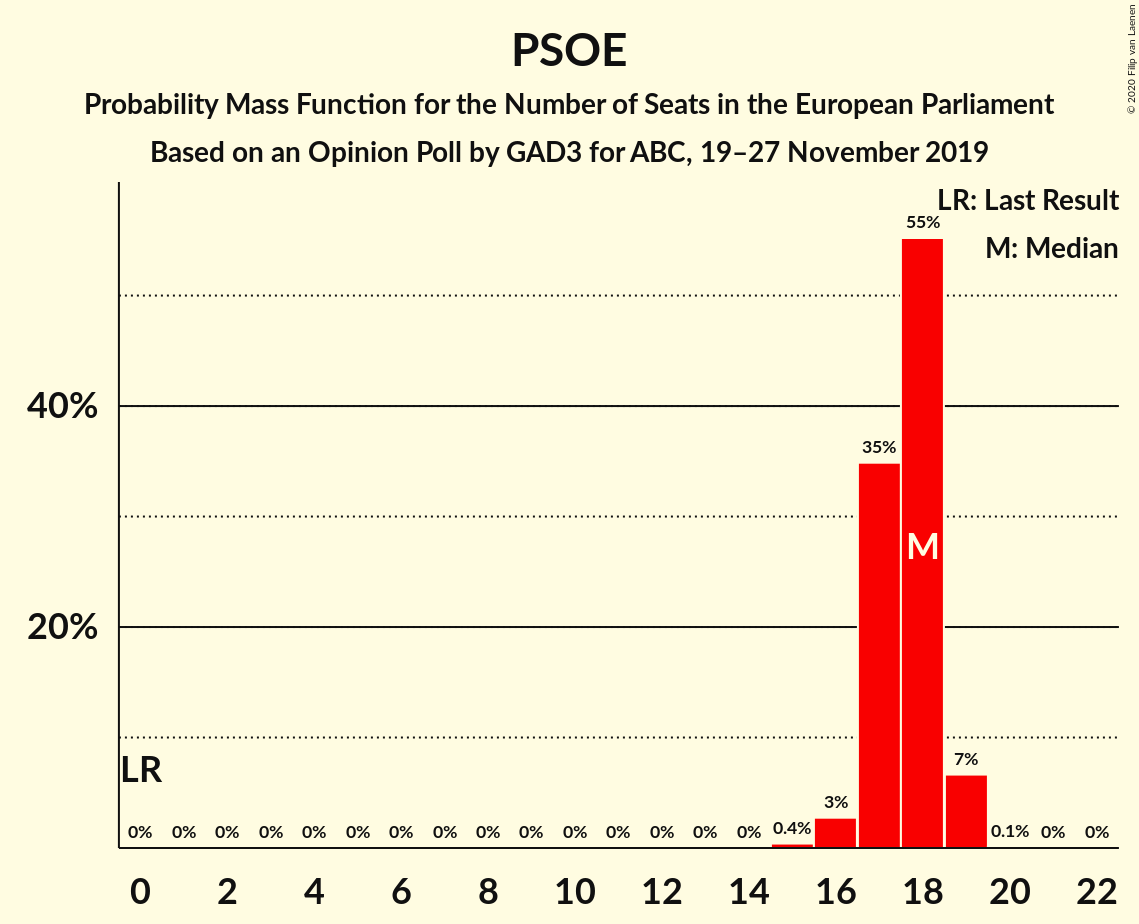 PSOE
Probability Mass Function for the Number of Seats in the European Parliament
Based on an Opinion Poll by GAD3 for ABC, 19–27 November 2019
© 2020 Filip van Laenen
LR: Last Result
M: Median
55%
40%
35%
M
20%
LR
7%
3%
0% 0% 0% 0% 0% 0% 0% 0% 0% 0% 0% 0% 0% 0% 0% 0.4% 0.1% 0% 0%
0 2 4 6 8 10 12 14 16 18 20 22